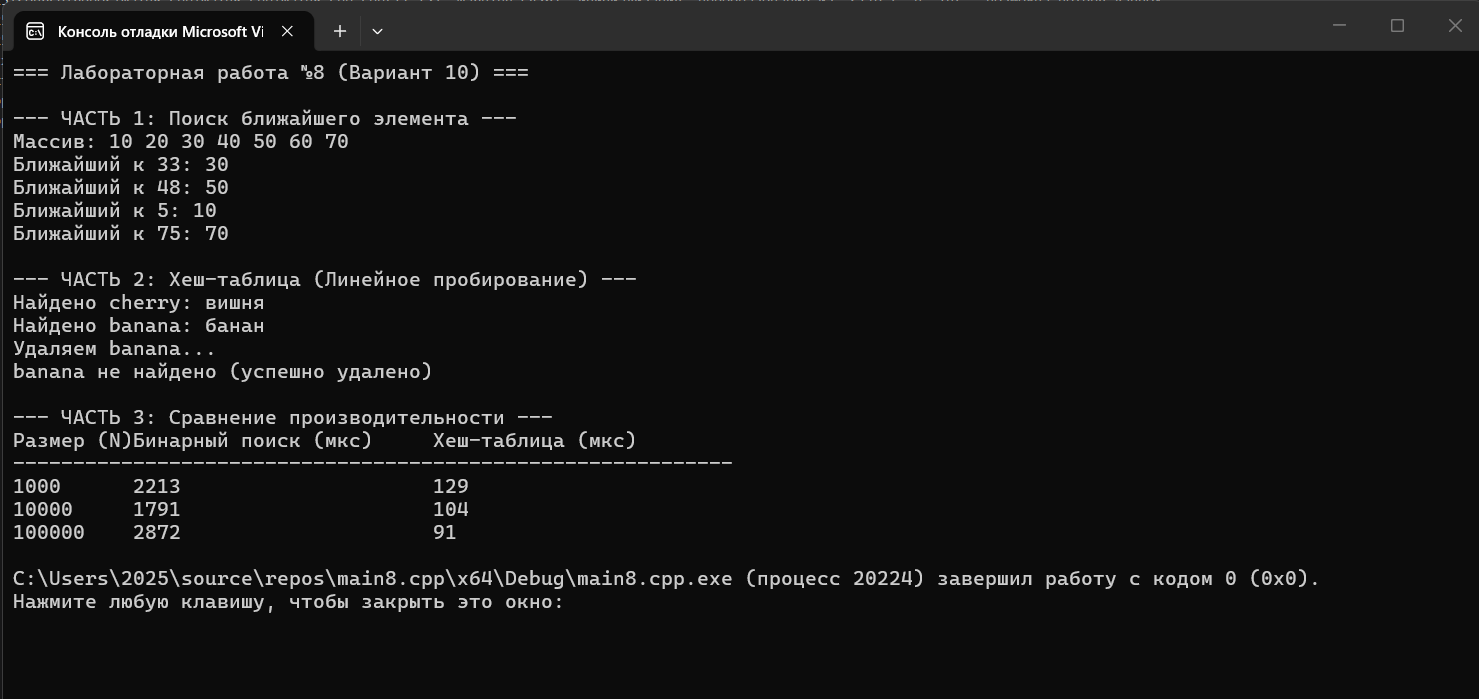 Консоль отладки Microsoft Vi
=== Лабораторная работа №8 (Вариант 10) ===
--- ЧАСТЬ 1: Поиск ближайшего элемента ---
Массив: 10 20 30 40 50 60 70
Ближайший к 33: 30
Ближайший к 48: 50
Ближайший к 5: 10
Ближайший к 75: 70
--- ЧАСТЬ 2: Хеш-таблица (Линейное пробирование) ---
Найдено cherry: вишня
Найдено banana: банан
Удаляем banana...
banana не найдено (успешно удалено)
--- ЧАСТЬ 3: Сравнение производительности ---
Размер (N)Бинарный поиск (мкс)     Хеш-таблица (мкс)
------------------------------------------------------------
1000      2213                     129
10000     1791                     104
100000    2872                     91
C:\Users\2025\source\repos\main8.cpp\x64\Debug\main8.cpp.exe (процесс 20224) завершил работу с кодом 0 (0x0).
Нажмите любую клавишу, чтобы закрыть это окно: